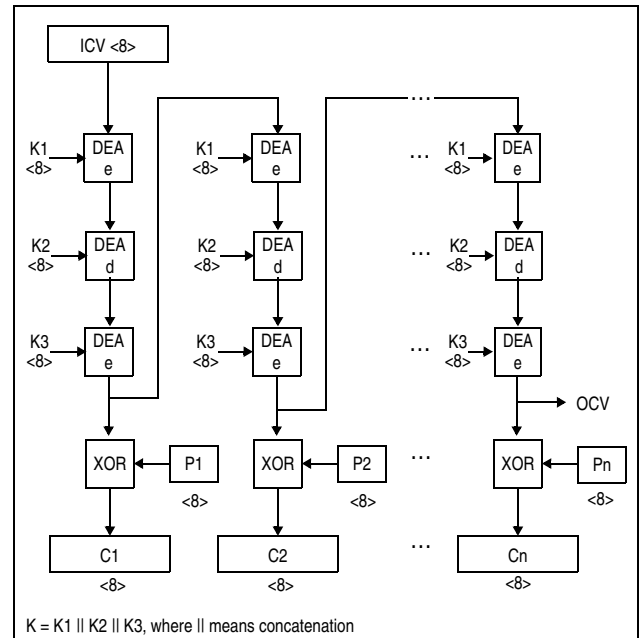 ICV <8>
...
K1 <8> DEA e K1 <8> DEA e ... K1 <8> DEA e
K2 <8> DEA d K2 <8> DEA d ... K2 <8> DEA d
K3 <8> DEA e K3 <8> DEA e ... K3 <8> DEA e
OCV
XOR P1 XOR P2 ... XOR Pn
<8> <8> <8>
C1 C2 ... Cn
<8> <8> <8>
K = K1 || K2 || K3, where || means concatenation